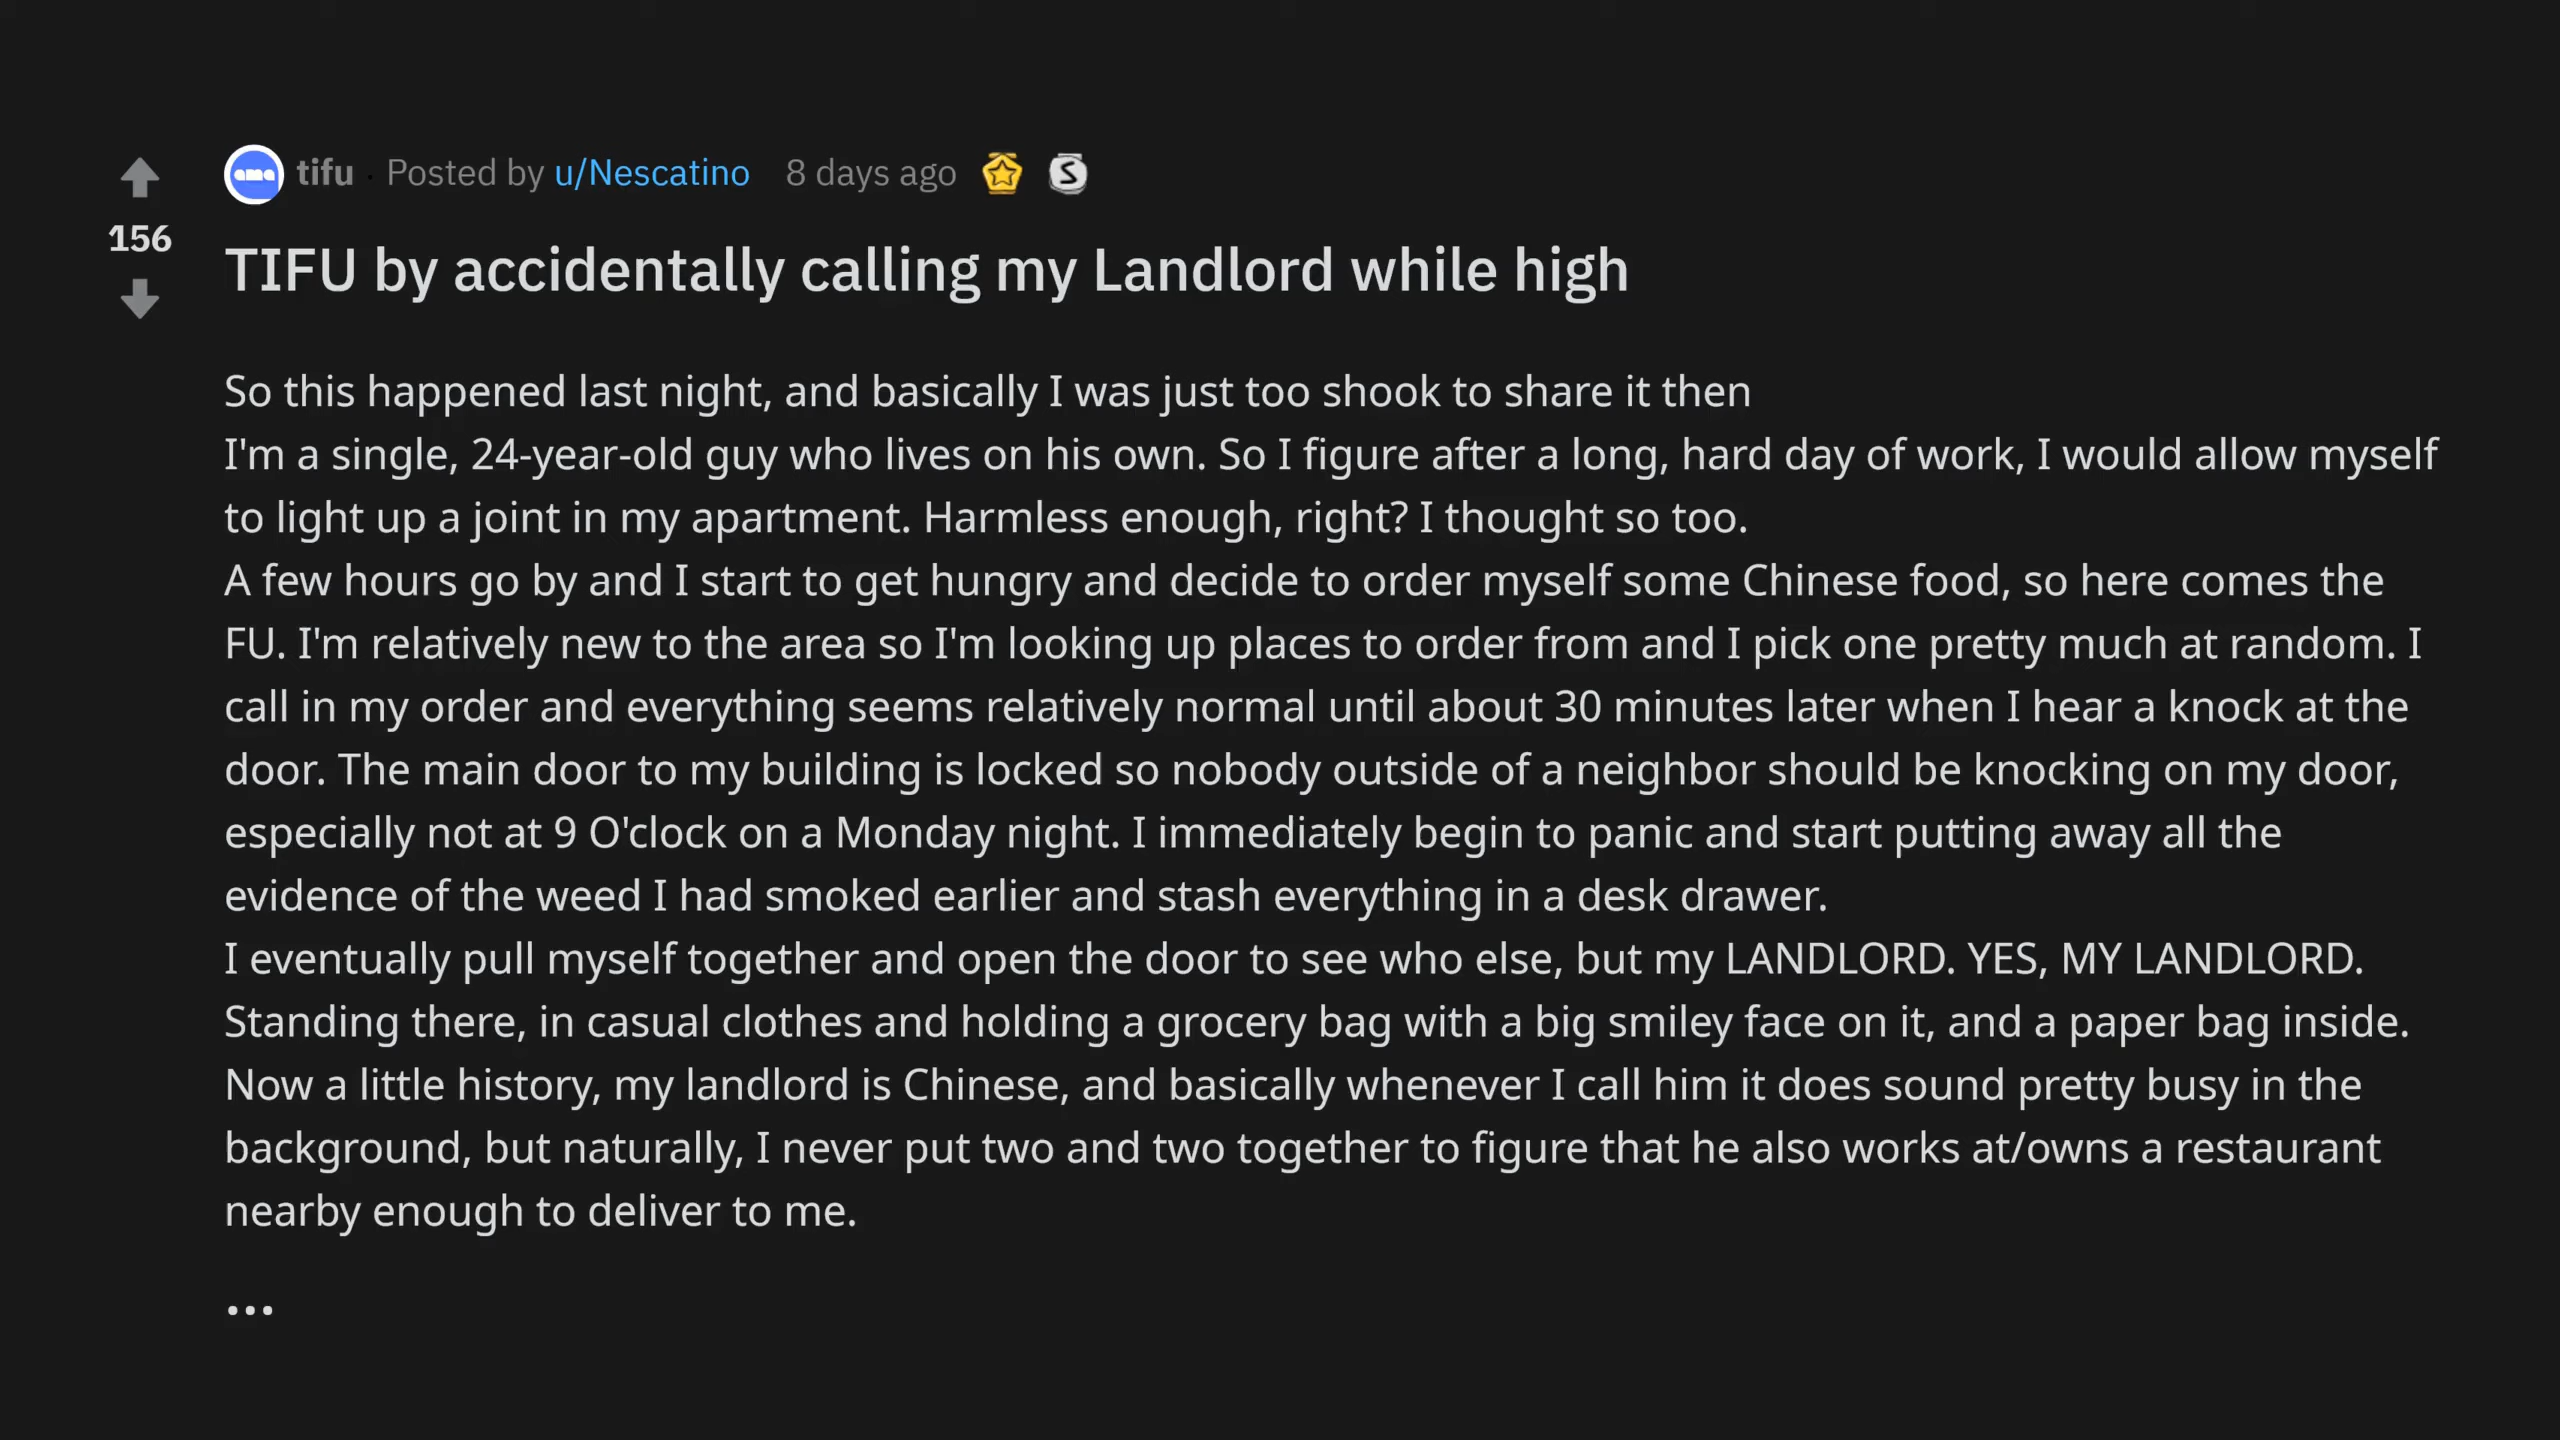 tifu · Posted by u/Nescatino 8 days ago
156
TIFU by accidentally calling my Landlord while high
So this happened last night, and basically I was just too shook to share it then
I'm a single, 24-year-old guy who lives on his own. So I figure after a long, hard day of work, I would allow myself
to light up a joint in my apartment. Harmless enough, right? I thought so too.
A few hours go by and I start to get hungry and decide to order myself some Chinese food, so here comes the
FU. I'm relatively new to the area so I'm looking up places to order from and I pick one pretty much at random. I
call in my order and everything seems relatively normal until about 30 minutes later when I hear a knock at the
door. The main door to my building is locked so nobody outside of a neighbor should be knocking on my door,
especially not at 9 O'clock on a Monday night. I immediately begin to panic and start putting away all the
evidence of the weed I had smoked earlier and stash everything in a desk drawer.
I eventually pull myself together and open the door to see who else, but my LANDLORD. YES, MY LANDLORD.
Standing there, in casual clothes and holding a grocery bag with a big smiley face on it, and a paper bag inside.
Now a little history, my landlord is Chinese, and basically whenever I call him it does sound pretty busy in the
background, but naturally, I never put two and two together to figure that he also works at/owns a restaurant
nearby enough to deliver to me.
...